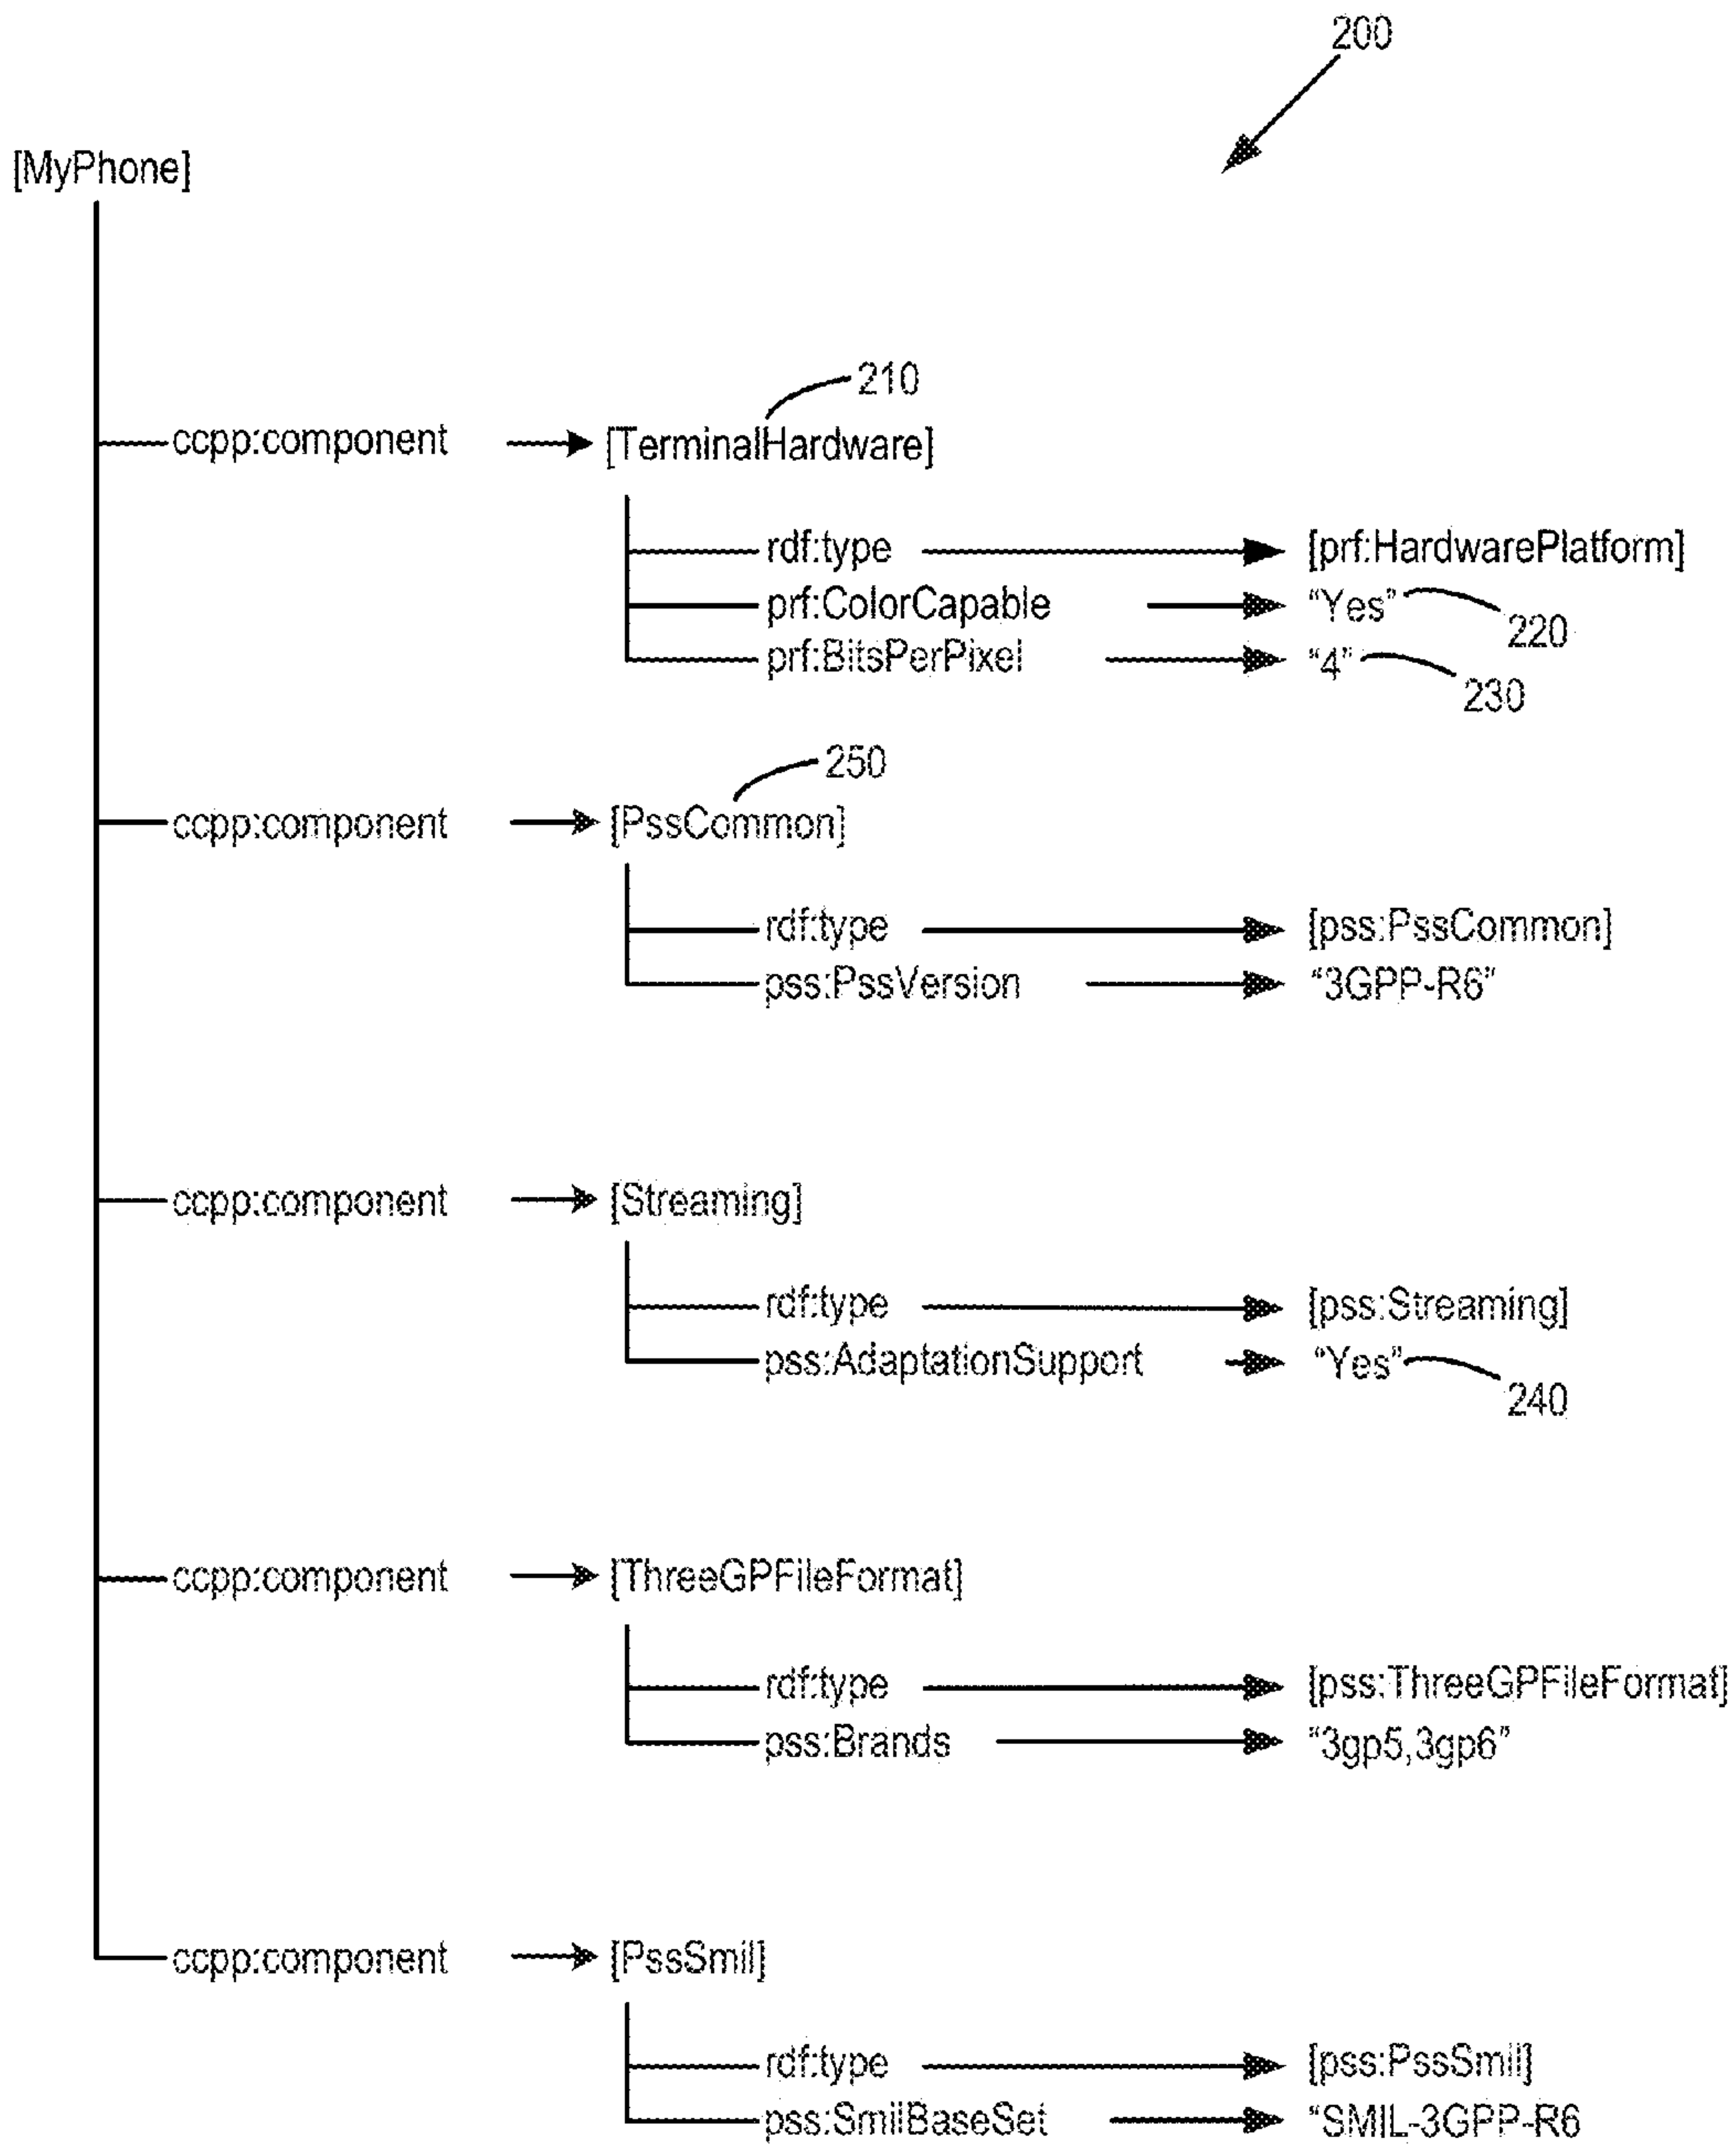 200
[MyPhone]
210
ccpp:component [TerminalHardware]
rdf:type [prf:HardwarePlatform]
prf:ColorCapable “Yes” 220
prf:BitsPerPixel “4” 230
250
ccpp:component [PssCommon]
rdf:type [pss:PssCommon]
pss:PssVersion “3GPP-R6”
ccpp:component [Streaming]
rdf:type [pss:Streaming]
pss:AdaptationSupport “Yes” 240
ccpp:component [ThreeGPFileFormat]
rdf:type [pss:ThreeGPFileFormat]
pss:Brands “3gp5,3gp6”
ccpp:component [PssSmil]
rdf:type [pss:PssSmil]
pss:SmilBaseSet “SMIL-3GPP-R6